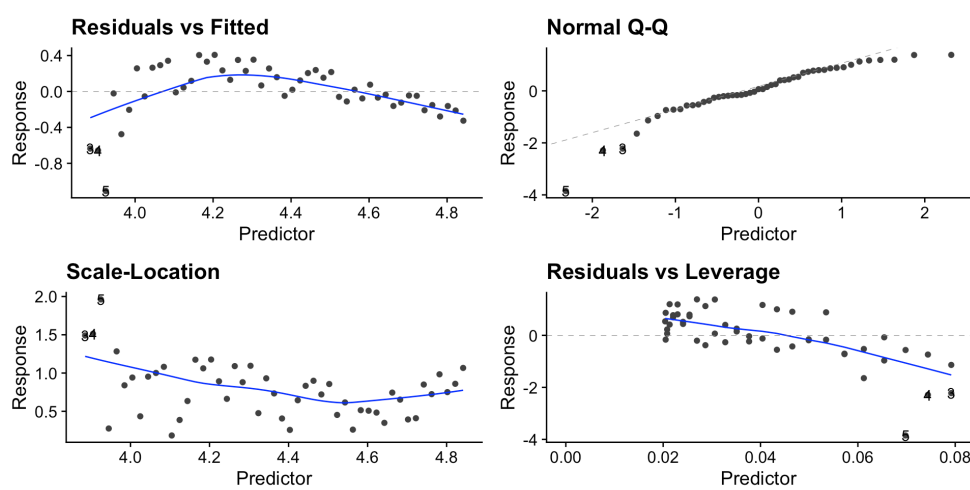 Residuals vs Fitted
Response
0.4
0.0
-0.4
-0.8
3
4
5
4.0 4.2 4.4 4.6 4.8
Predictor
Normal Q-Q
Response
0
-2
-4
4
3
5
-2 -1 0 1 2
Predictor
Scale-Location
Response
2.0
1.5
1.0
0.5
5
3
4
4.0 4.2 4.4 4.6 4.8
Predictor
Residuals vs Leverage
Response
0
-2
-4
4
3
5
0.00 0.02 0.04 0.06 0.08
Predictor